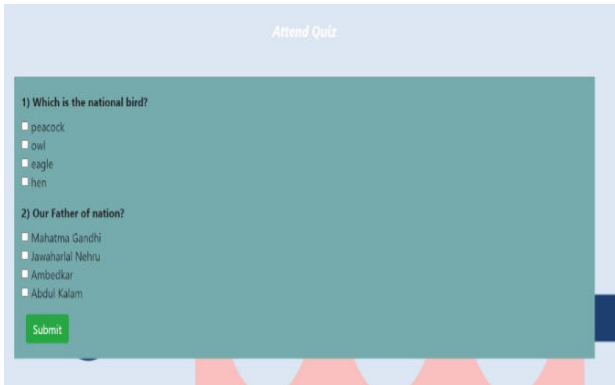 Attend Quiz
1) Which is the national bird?
peacock
owl
eagle
hen
2) Our Father of nation?
Mahatma Gandhi
Jawaharlal Nehru
Ambedkar
Abdul Kalam
Submit